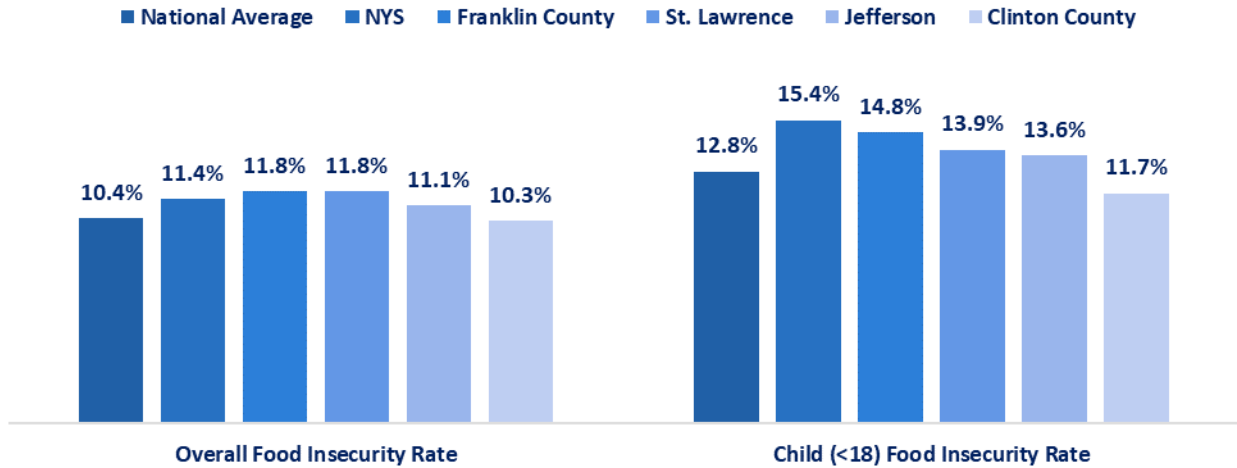 National Average NYS Franklin County St. Lawrence Jefferson Clinton County
10.4% 11.4% 11.8% 11.8% 11.1% 10.3%
12.8% 15.4% 14.8% 13.9% 13.6% 11.7%
Overall Food Insecurity Rate Child (<18) Food Insecurity Rate